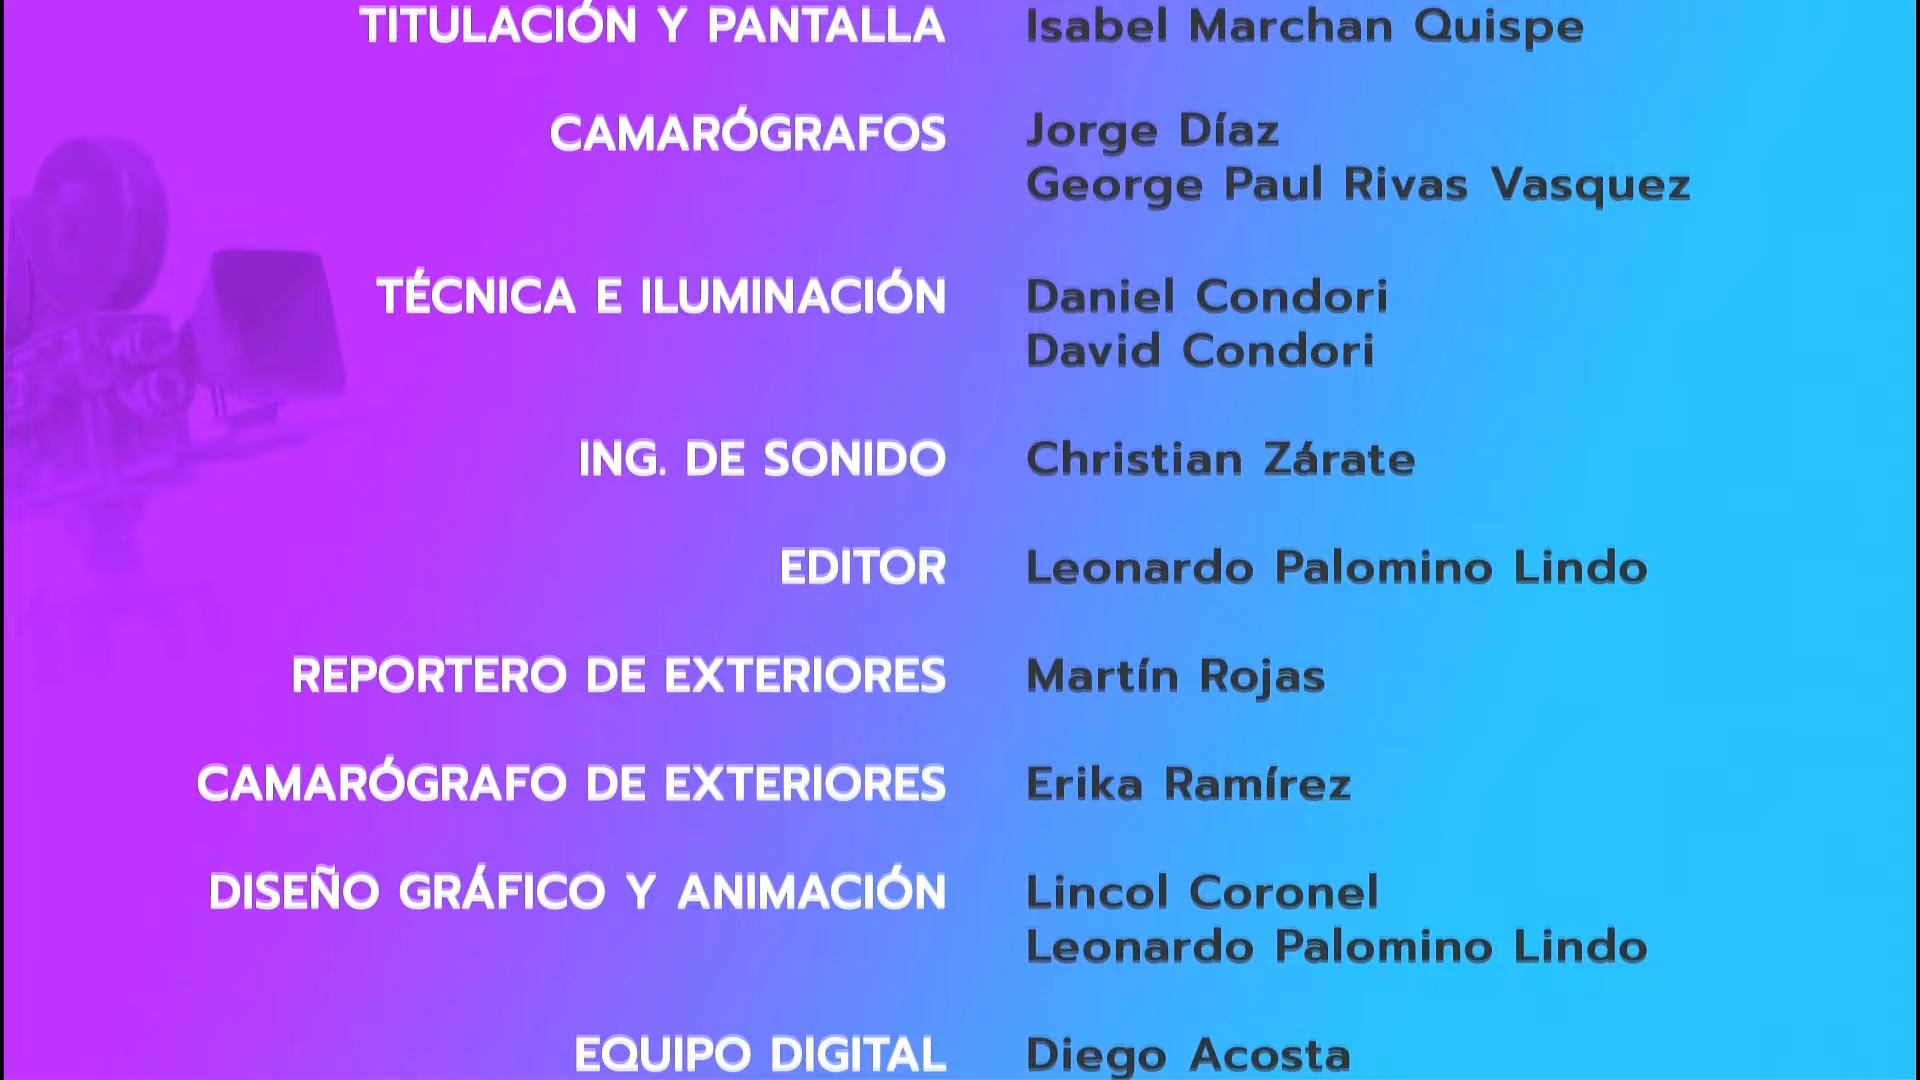 TITULACIÓN Y PANTALLA Isabel Marchan Quispe
CAMARÓGRAFOS Jorge Díaz
George Paul Rivas Vasquez
TÉCNICA E ILUMINACIÓN Daniel Condori
David Condori
ING. DE SONIDO Christian Zárate
EDITOR Leonardo Palomino Lindo
REPORTERO DE EXTERIORES Martín Rojas
CAMARÓGRAFO DE EXTERIORES Erika Ramírez
DISEÑO GRÁFICO Y ANIMACIÓN Lincol Coronel
Leonardo Palomino Lindo
EQUIPO DIGITAL Diego Acosta